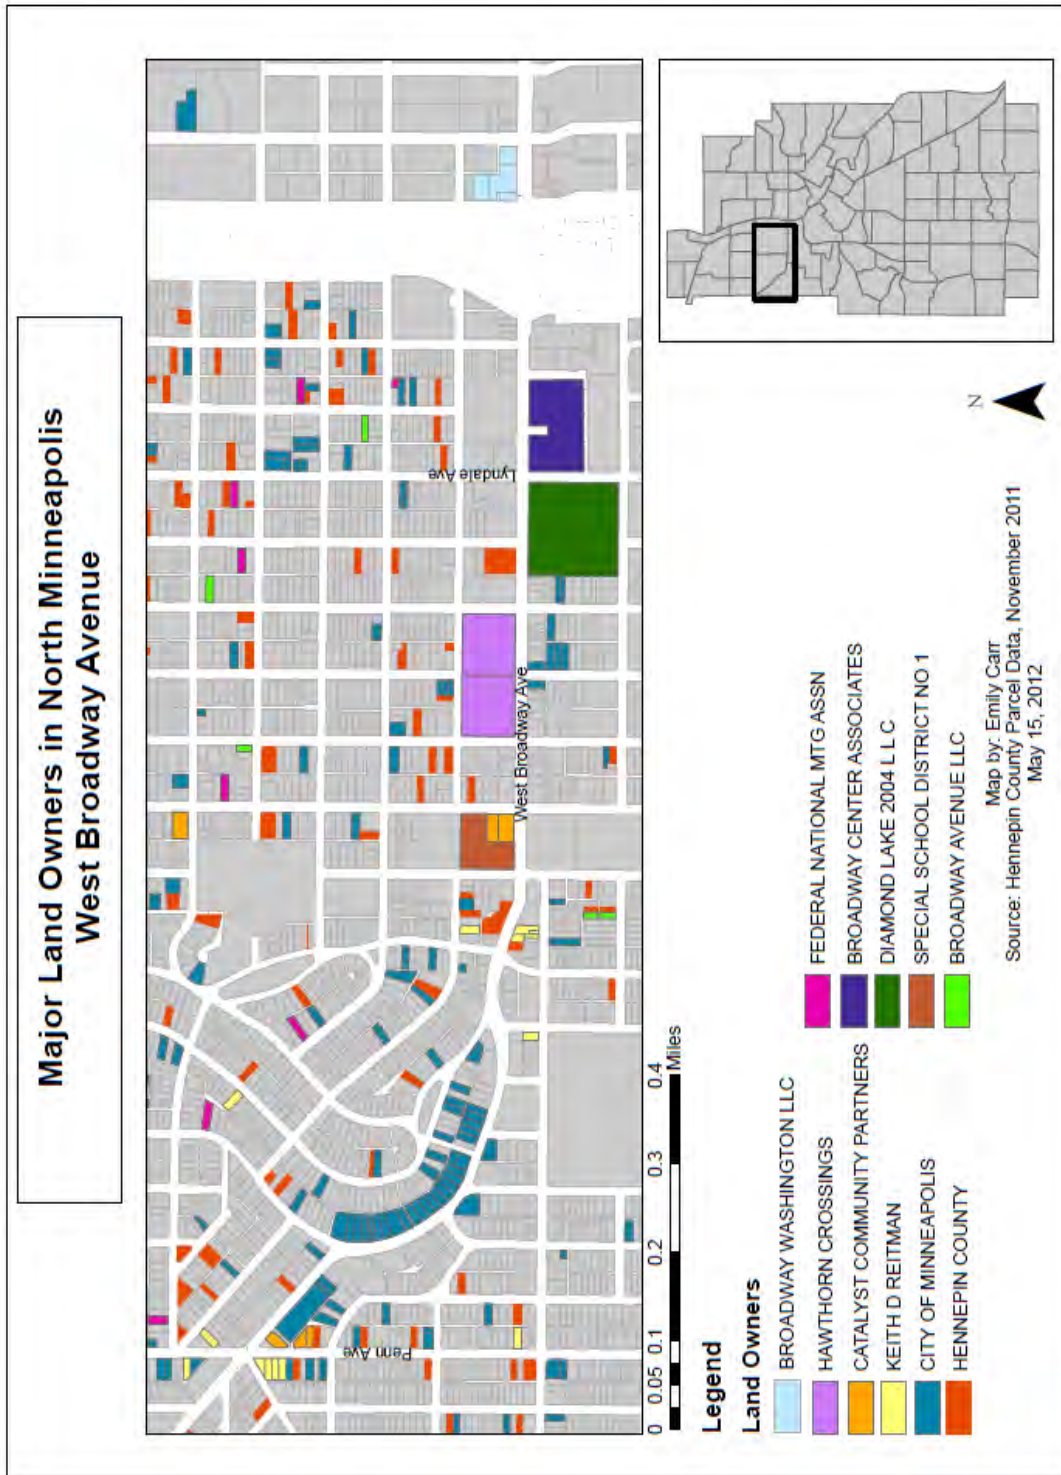 Major Land Owners in North Minneapolis
West Broadway Avenue
Lyndale Ave
West Broadway Ave
Penn Ave
N
0 0.05 0.1 0.2 0.3 0.4
Miles
Legend
Land Owners
BROADWAY WASHINGTON LLC
HAWTHORN CROSSINGS
CATALYST COMMUNITY PARTNERS
KEITH D REITMAN
CITY OF MINNEAPOLIS
HENNEPIN COUNTY
FEDERAL NATIONAL MTG ASSN
BROADWAY CENTER ASSOCIATES
DIAMOND LAKE 2004 L L C
SPECIAL SCHOOL DISTRICT NO 1
BROADWAY AVENUE LLC
Map by: Emily Carr
Source: Hennepin County Parcel Data, November 2011
May 15, 2012